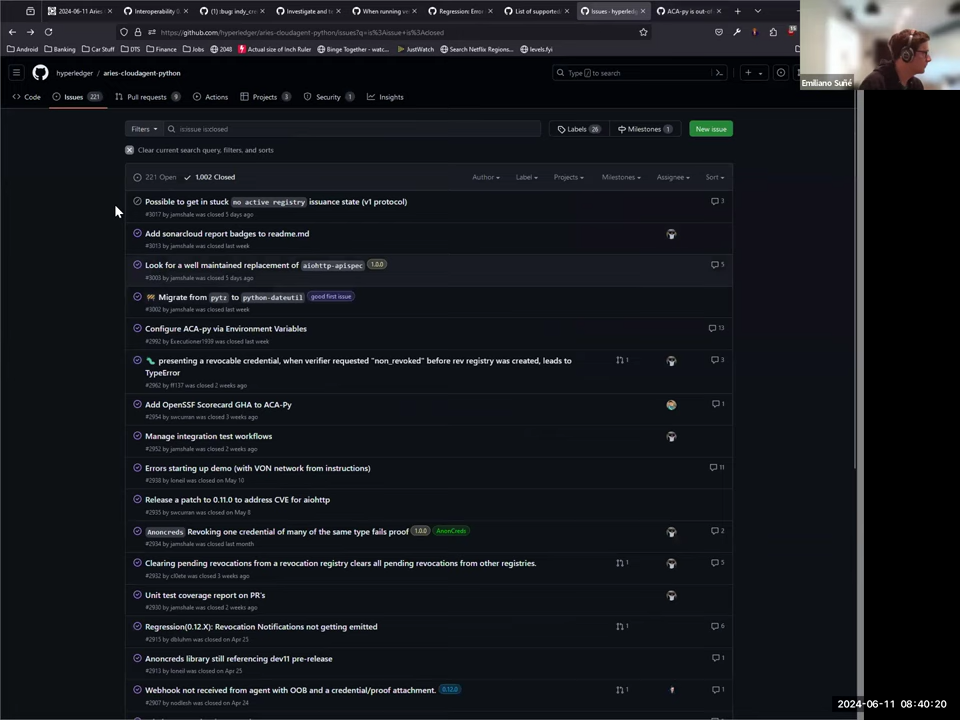 2024-06-11 Aries
Interoperability 0.
(1) :bug: indy_cre
Investigate and
When running
Regression: Error
List of supported
Issues · hyperled
ACA-py is out-of
https://github.com/hyperledger/aries-cloudagent-python/issues?q=is%3Aissue+is%3Aclosed
Android
Banking
Car Stuff
DTS
Finance
Jobs
2048
Actual size of Inch Ruler
Binge Together - watc...
JustWatch
Search Netflix Regions...
levels.fyi
Emiliano Suñé
hyperledger / aries-cloudagent-python
Type / to search
Code
Issues 221
Pull requests 9
Actions
Projects 3
Security 1
Insights
Filters
is:issue is:closed
Labels 26
Milestones 1
New issue
Clear current search query, filters, and sorts
221 Open
1,002 Closed
Author
Label
Projects
Milestones
Assignee
Sort
Possible to get in stuck no active registry issuance state (v1 protocol)
3
#3017 by jamshale was closed 5 days ago
Add sonarcloud report badges to readme.md
#3013 by jamshale was closed last week
Look for a well maintained replacement of aiohttp-apispec 1.0.0
5
#3003 by jamshale was closed 5 days ago
🚧 Migrate from pytz to python-dateutil good first issue
#3002 by jamshale was closed last week
Configure ACA-py via Environment Variables
13
#2992 by Executioner1939 was closed last week
presenting a revocable credential, when verifier requested "non_revoked" before rev registry was created, leads to
TypeError
1
3
#2962 by ff137 was closed 2 weeks ago
Add OpenSSF Scorecard GHA to ACA-Py
1
#2954 by swcurran was closed 3 weeks ago
Manage integration test workflows
#2952 by jamshale was closed 2 weeks ago
Errors starting up demo (with VON network from instructions)
11
#2938 by loneil was closed on May 10
Release a patch to 0.11.0 to address CVE for aiohttp
#2935 by swcurran was closed on May 8
Anoncreds Revoking one credential of many of the same type fails proof 1.0.0 AnonCreds
2
#2934 by jamshale was closed last month
Clearing pending revocations from a revocation registry clears all pending revocations from other registries.
1
5
#2932 by cl0ete was closed 3 weeks ago
Unit test coverage report on PR's
#2930 by jamshale was closed 2 weeks ago
Regression(0.12.X): Revocation Notifications not getting emitted
1
6
#2915 by dbluhm was closed on Apr 23
Anoncreds library still referencing dev11 pre-release
1
#2913 by loneil was closed on Apr 25
Webhook not received from agent with OOB and a credential/proof attachment. 0.12.0
1
1
#2907 by nodlesh was closed on Apr 24
2024-06-11 08:40:20